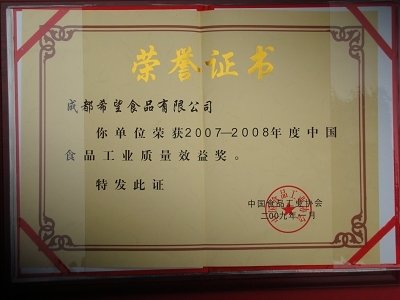 荣誉证书
成都希望食品有限公司
你单位荣获2007—2008年度中国
食品工业质量效益奖。
特发此证
中国食品工业协会
二00九年一月